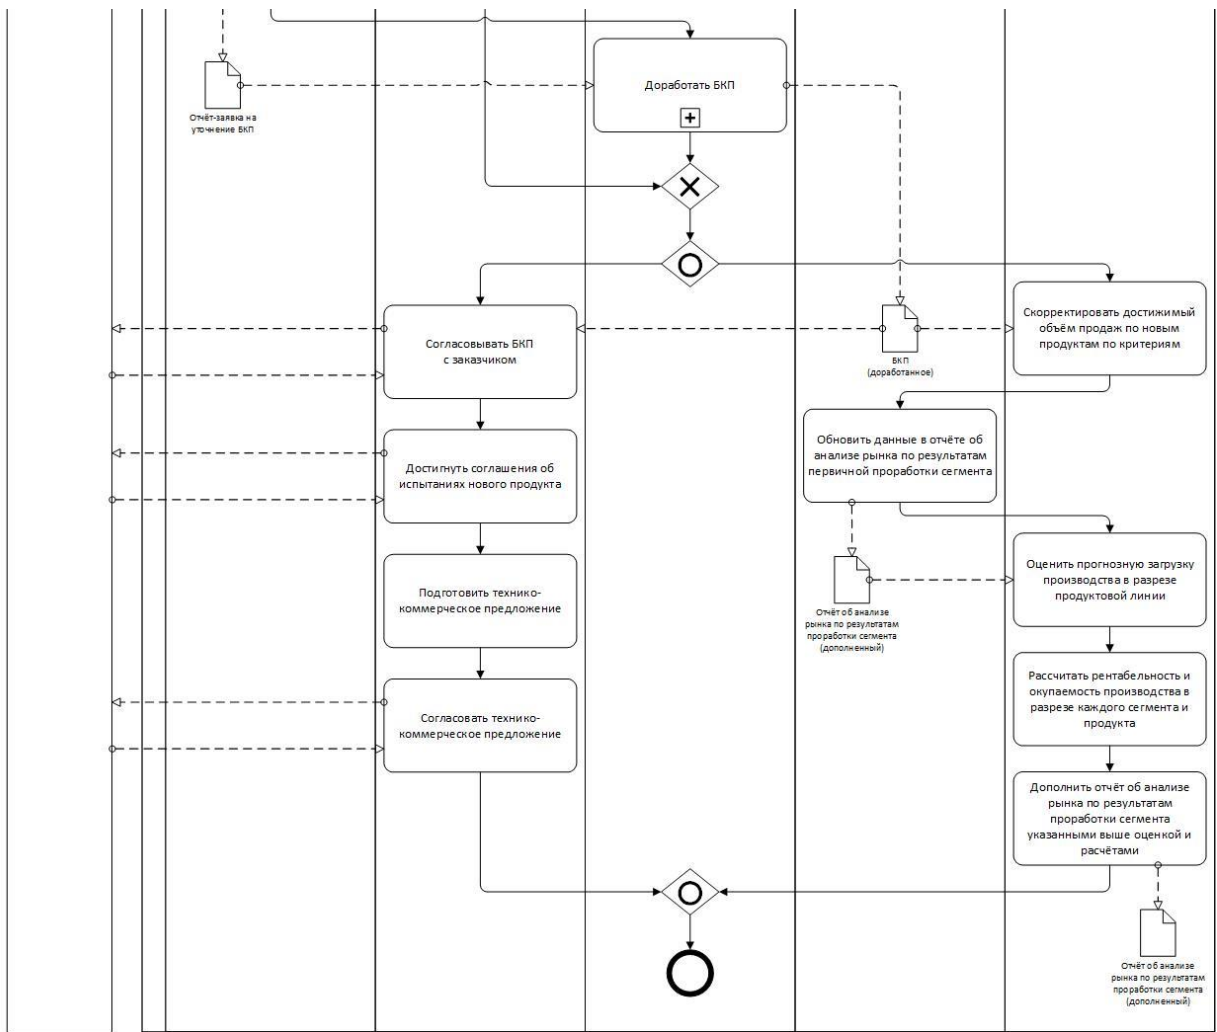 Доработать БКП
Отчёт-заявка на
уточнение БКП
Скорректировать достижимый
объём продаж по новым
продуктам по критериям
Согласовывать БКП
с заказчиком
БКП
(доработанное)
Обновить данные в отчёте об
анализе рынка по результатам
первичной проработки сегмента
Достигнуть соглашения об
испытаниях нового продукта
Оценить прогнозную загрузку
производства в разрезе
продуктовой линии
Подготовить технико-
коммерческое предложение
Отчёт об анализе
рынка по результатам
проработки сегмента
(дополненный)
Рассчитать рентабельность и
окупаемость производства в
разрезе каждого сегмента и
продукта
Согласовать технико-
коммерческое предложение
Дополнить отчёт об анализе
рынка по результатам
проработки сегмента
указанными выше оценкой и
расчётами
Отчёт об анализе
рынка по результатам
проработки сегмента
(дополненный)